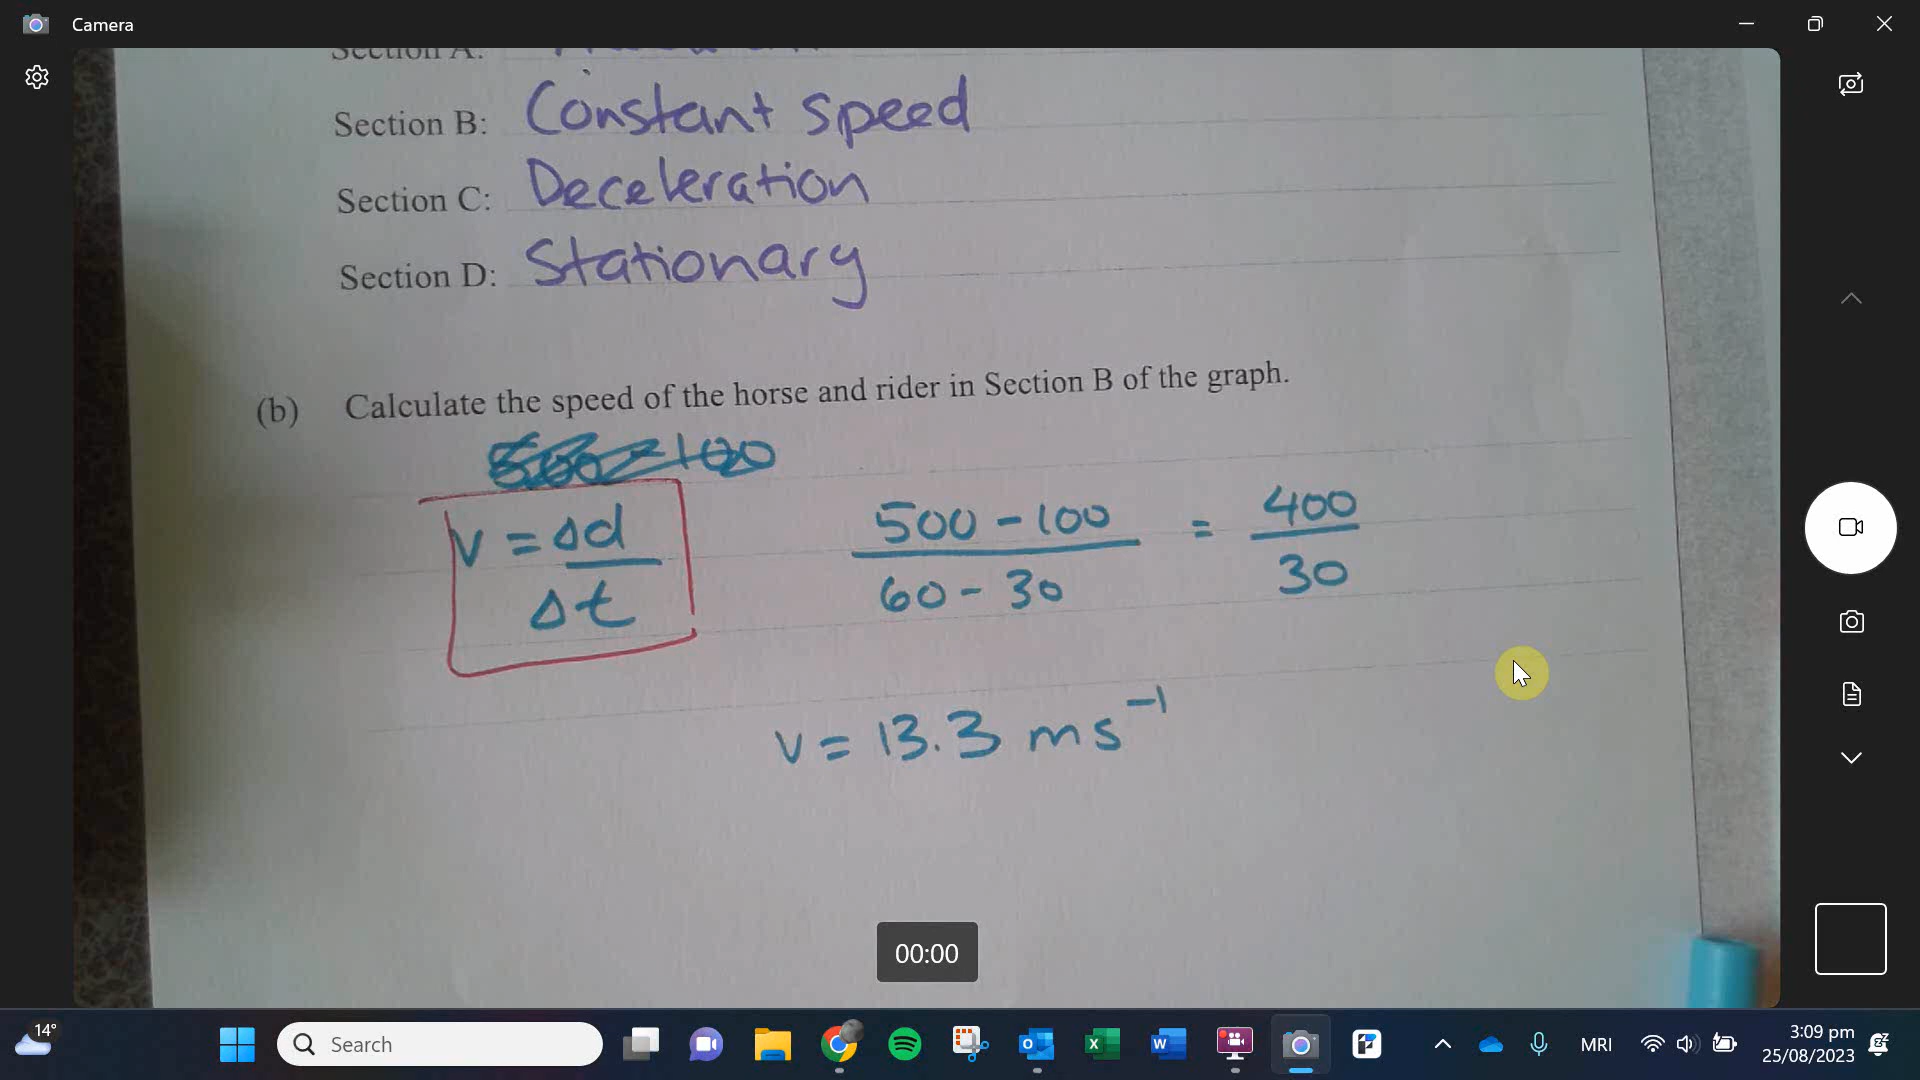 Camera
Section A:
Section B: Constant speed
Section C: Deceleration
Section D: Stationary
(b) Calculate the speed of the horse and rider in Section B of the graph.
v = Δd / Δt
500 - 100 / 60 - 30 = 400 / 30
v = 13.3 ms⁻¹
00:00
14°
Search
MRI
3:09 pm
25/08/2023